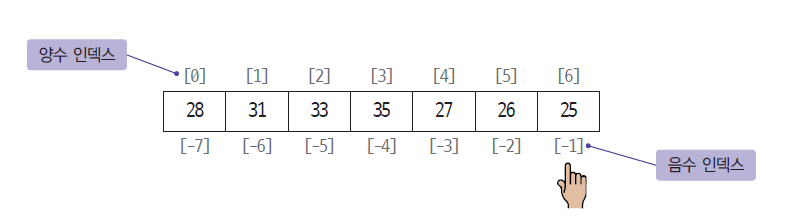 양수 인덱스
[0] [1] [2] [3] [4] [5] [6]
28 31 33 35 27 26 25
[-7] [-6] [-5] [-4] [-3] [-2] [-1]
음수 인덱스